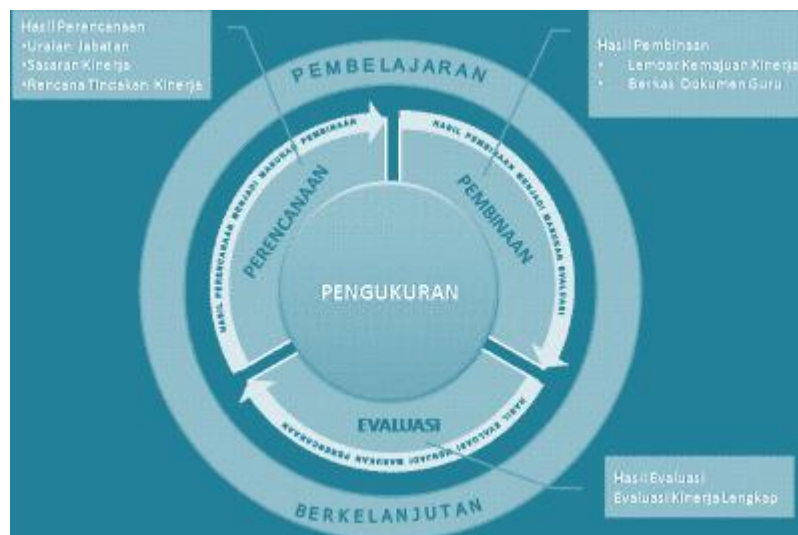 Hasil Perencanaan
•Uraian Jabatan
•Sasaran Kinerja
•Rencana Tindakan Kinerja
Hasil Pembinaan
• Lembar Kemajuan Kinerja
• Berkas Dokumen Guru
PEMBELAJARAN
HASIL PERENCANAAN MENJADI MASUKAN PEMBINAAN
HASIL PEMBINAAN MENJADI MASUKAN EVALUASI
PERENCANAAN
PEMBINAAN
PENGUKURAN
EVALUASI
HASIL EVALUASI MENJADI MASUKAN PERENCANAAN
Hasil Evaluasi
Evaluasi Kinerja Lengkap
BERKELANJUTAN